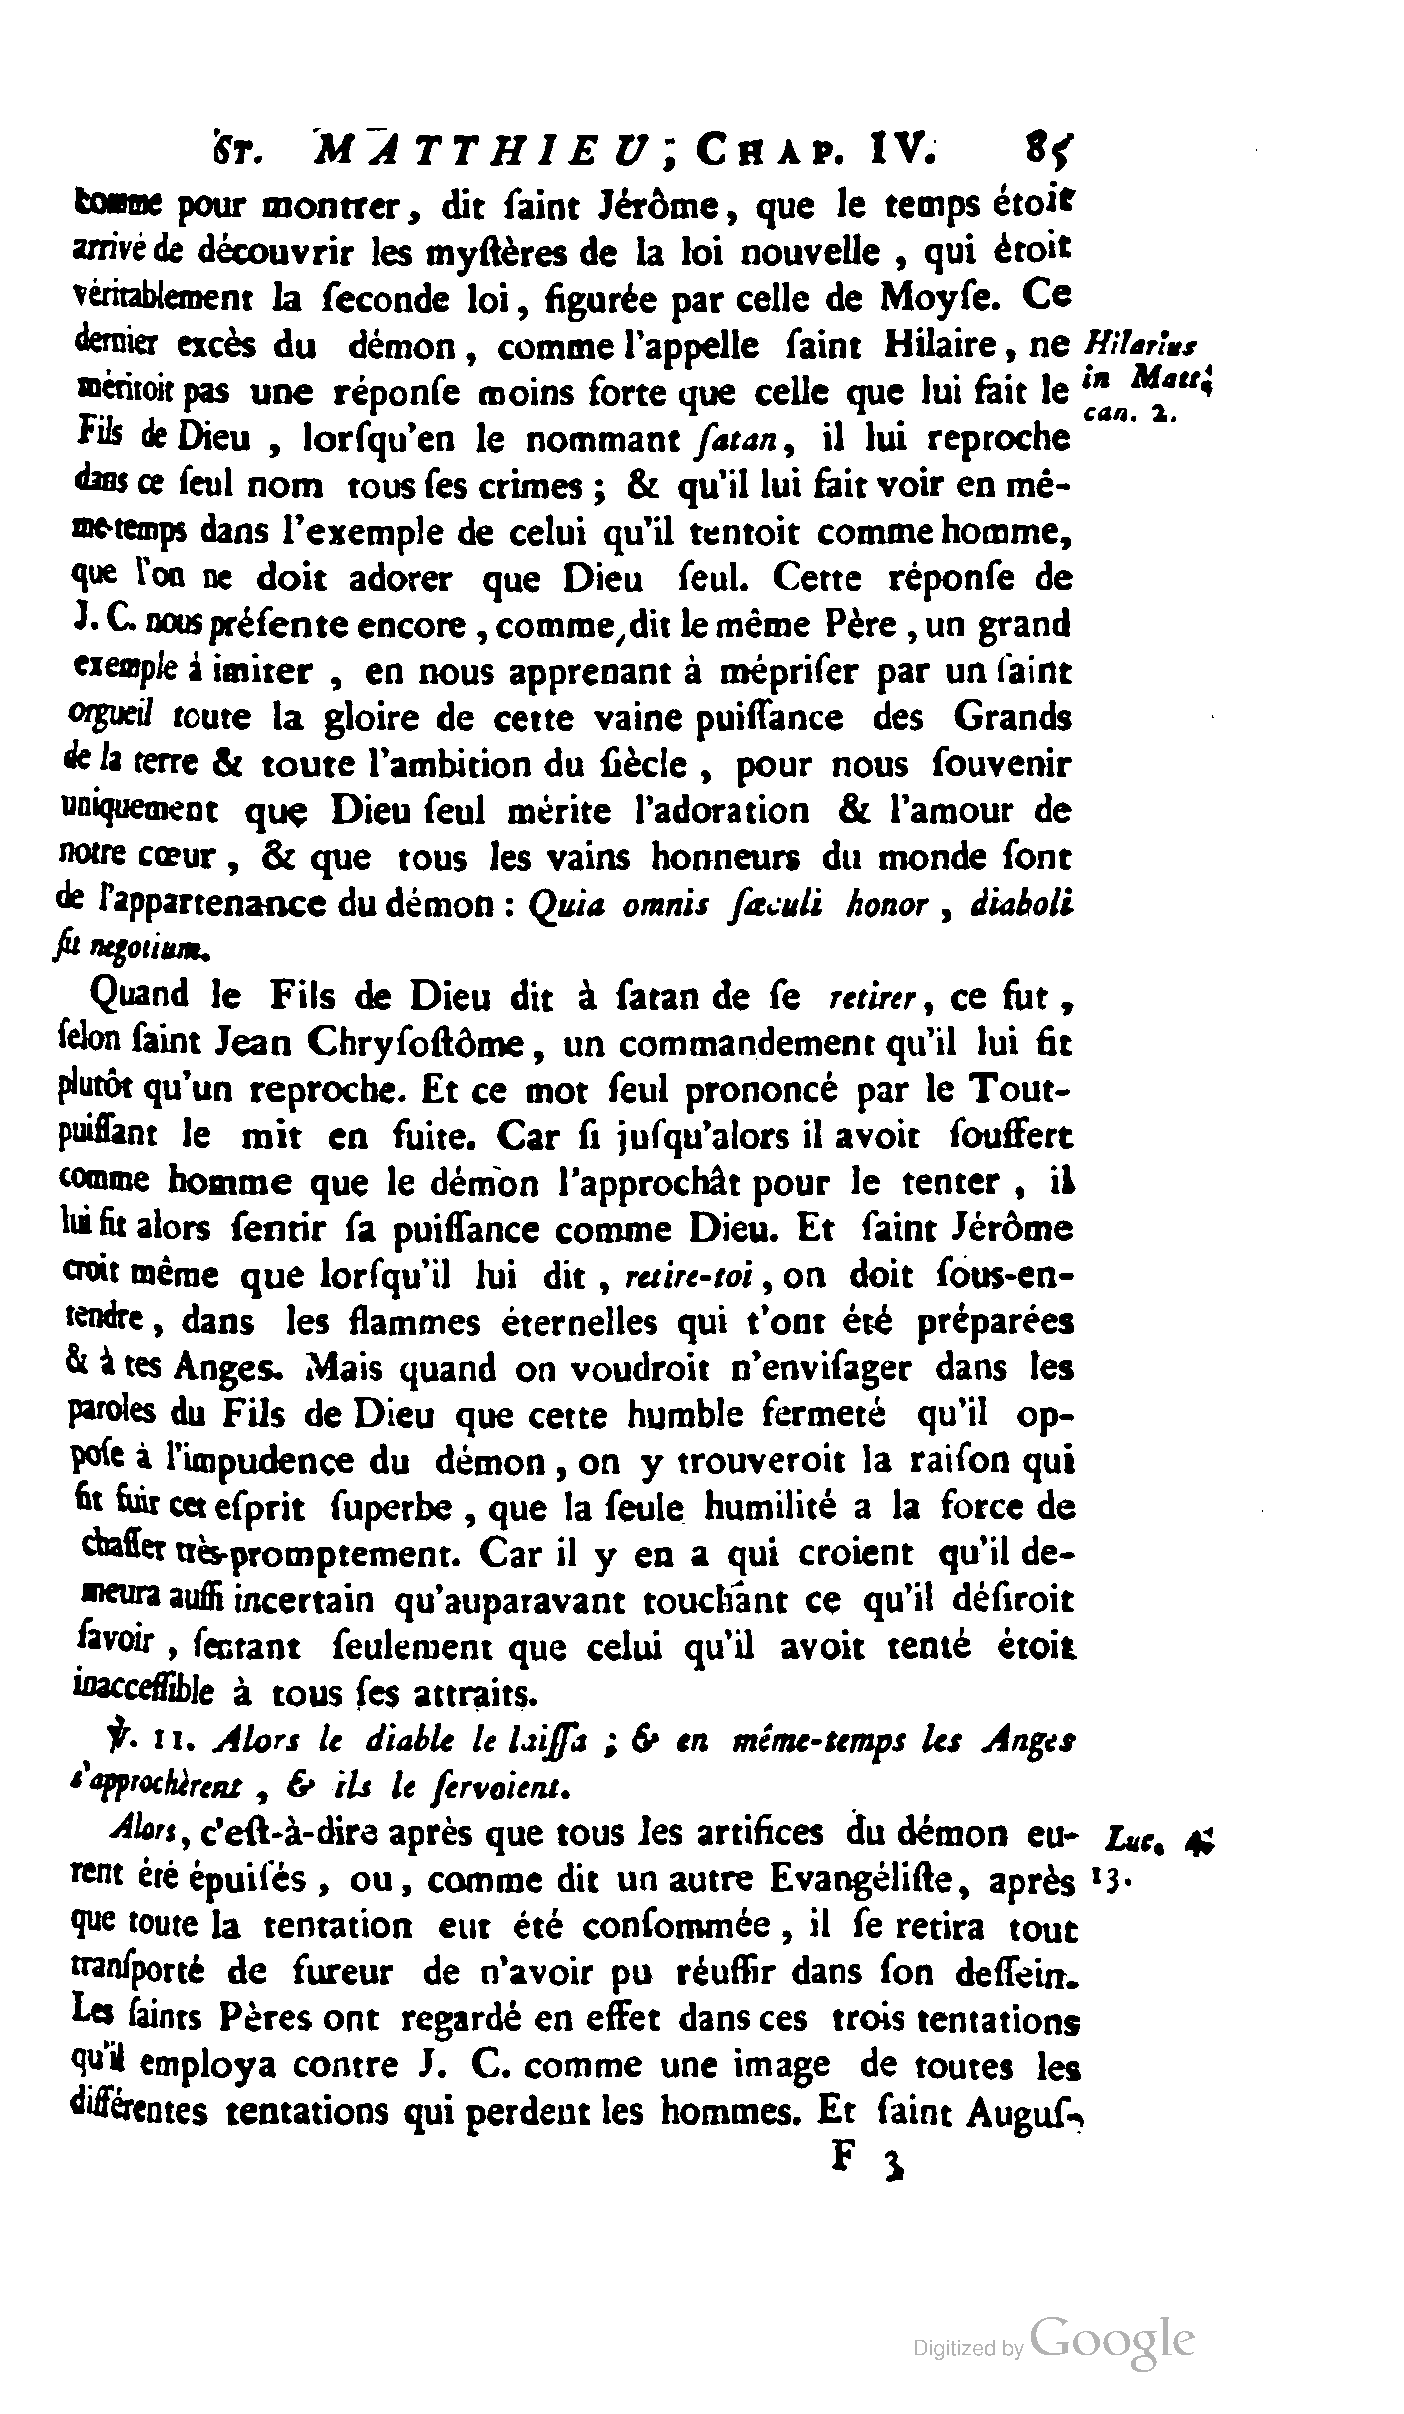 ST. MATTHIEU; CHAP. IV. 85
comme pour montrer, dit ſaint Jérôme, que le temps étoit
arrivé de découvrir les myſtères de la loi nouvelle, qui étoit
véritablement la ſeconde loi, figurée par celle de Moyſe. Ce
dernier excès du démon, comme l'appelle ſaint Hilaire, ne
méritoit pas une réponſe moins forte que celle que lui fait le
Fils de Dieu, lorſqu'en le nommant ſatan, il lui reproche
dans ce ſeul nom tous ſes crimes; & qu'il lui fait voir en mê-
me-temps dans l'exemple de celui qu'il tentoit comme homme,
que l'on ne doit adorer que Dieu ſeul. Cette réponſe de
J. C. nous préſente encore, comme dit le même Père, un grand
exemple à imiter, en nous apprenant à mépriſer par un ſaint
orgueil toute la gloire de cette vaine puiſſance des Grands
de la terre & toute l'ambition du ſiècle, pour nous ſouvenir
uniquement que Dieu ſeul mérite l'adoration & l'amour de
notre cœur, & que tous les vains honneurs du monde ſont
de l'appartenance du démon : Quia omnis ſæculi honor, diaboli
ſit negotium.
Hilarius
in Matt.
can. 2.
Quand le Fils de Dieu dit à ſatan de ſe retirer, ce fut,
ſelon ſaint Jean Chryſoſtôme, un commandement qu'il lui fit
plutôt qu'un reproche. Et ce mot ſeul prononcé par le Tout-
puiſſant le mit en fuite. Car ſi juſqu'alors il avoit ſouffert
comme homme que le démon l'approchât pour le tenter, il
lui fit alors ſentir ſa puiſſance comme Dieu. Et ſaint Jérôme
croit même que lorſqu'il lui dit, retire-toi, on doit ſous-en-
tendre, dans les flammes éternelles qui t'ont été préparées
& à tes Anges. Mais quand on voudroit n'enviſager dans les
paroles du Fils de Dieu que cette humble fermeté qu'il op-
poſe à l'impudence du démon, on y trouveroit la raiſon qui
fit fuir cet eſprit ſuperbe, que la ſeule humilité a la force de
chaſſer très-promptement. Car il y en a qui croient qu'il de-
meura auſſi incertain qu'auparavant touchant ce qu'il déſiroit
ſavoir, ſentant ſeulement que celui qu'il avoit tenté étoit
inacceſſible à tous ſes attraits.
℣. 11. Alors le diable le laiſſa; & en même-temps les Anges
s'approchèrent, & ils le ſervoient.
Alors, c'eſt-à-dire après que tous les artifices du démon eu-
rent été épuiſés, ou, comme dit un autre Evangéliſte, après
que toute la tentation eut été conſommée, il ſe retira tout
tranſporté de fureur de n'avoir pu réuſſir dans ſon deſſein.
Les ſaints Pères ont regardé en effet dans ces trois tentations
qu'il employa contre J. C. comme une image de toutes les
différentes tentations qui perdent les hommes. Et ſaint Auguſ-
Luc. 4.
13.
F 3
Digitized by Google